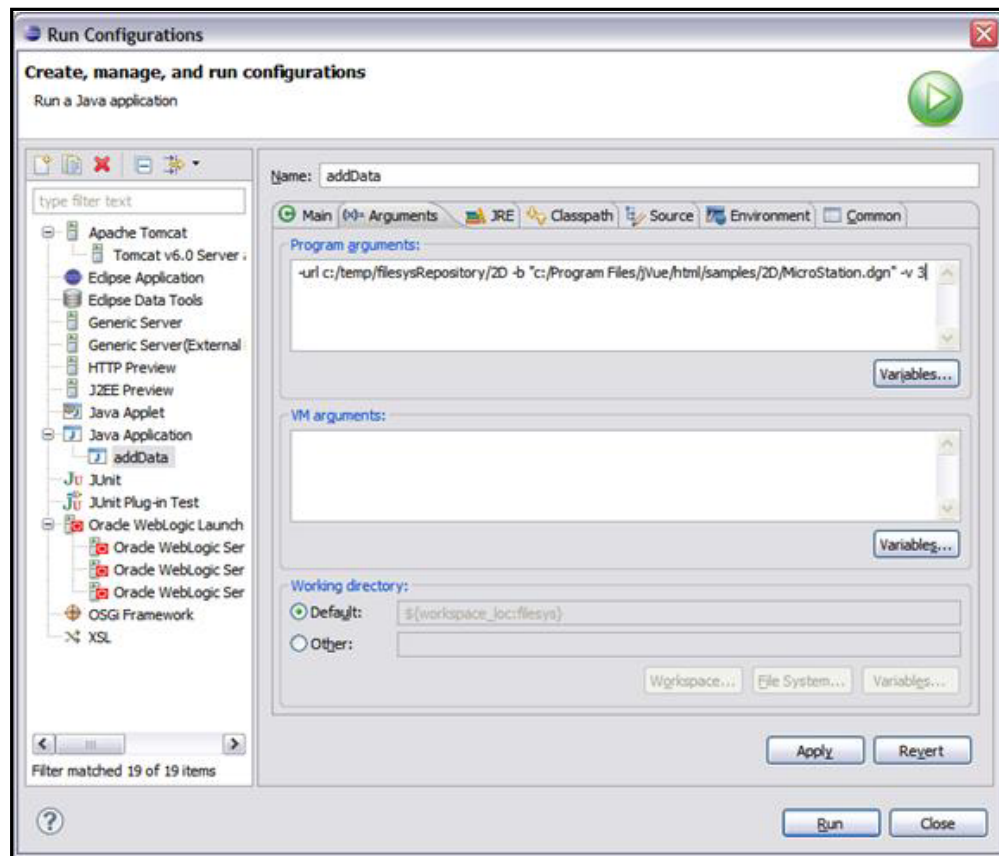 Run Configurations
Create, manage, and run configurations
Run a Java application
type filter text
Apache Tomcat
Tomcat v6.0 Server
Eclipse Application
Eclipse Data Tools
Generic Server
Generic Server(External
HTTP Preview
J2EE Preview
Java Applet
Java Application
addData
JUnit
JUnit Plug-in Test
Oracle WebLogic Launch
Oracle WebLogic Ser
Oracle WebLogic Ser
Oracle WebLogic Ser
OSGi Framework
XSL
Filter matched 19 of 19 items
Name: addData
Main (x)= Arguments JRE Classpath Source Environment Common
Program arguments:
-url c:/temp/filesysRepository/2D -b "c:/Program Files/jVue/html/samples/2D/MicroStation.dgn" -v 3
Variables...
VM arguments:
Variables...
Working directory:
Default: ${workspace_loc:filesys}
Other:
Workspace... File System... Variables...
Apply Revert
Run Close